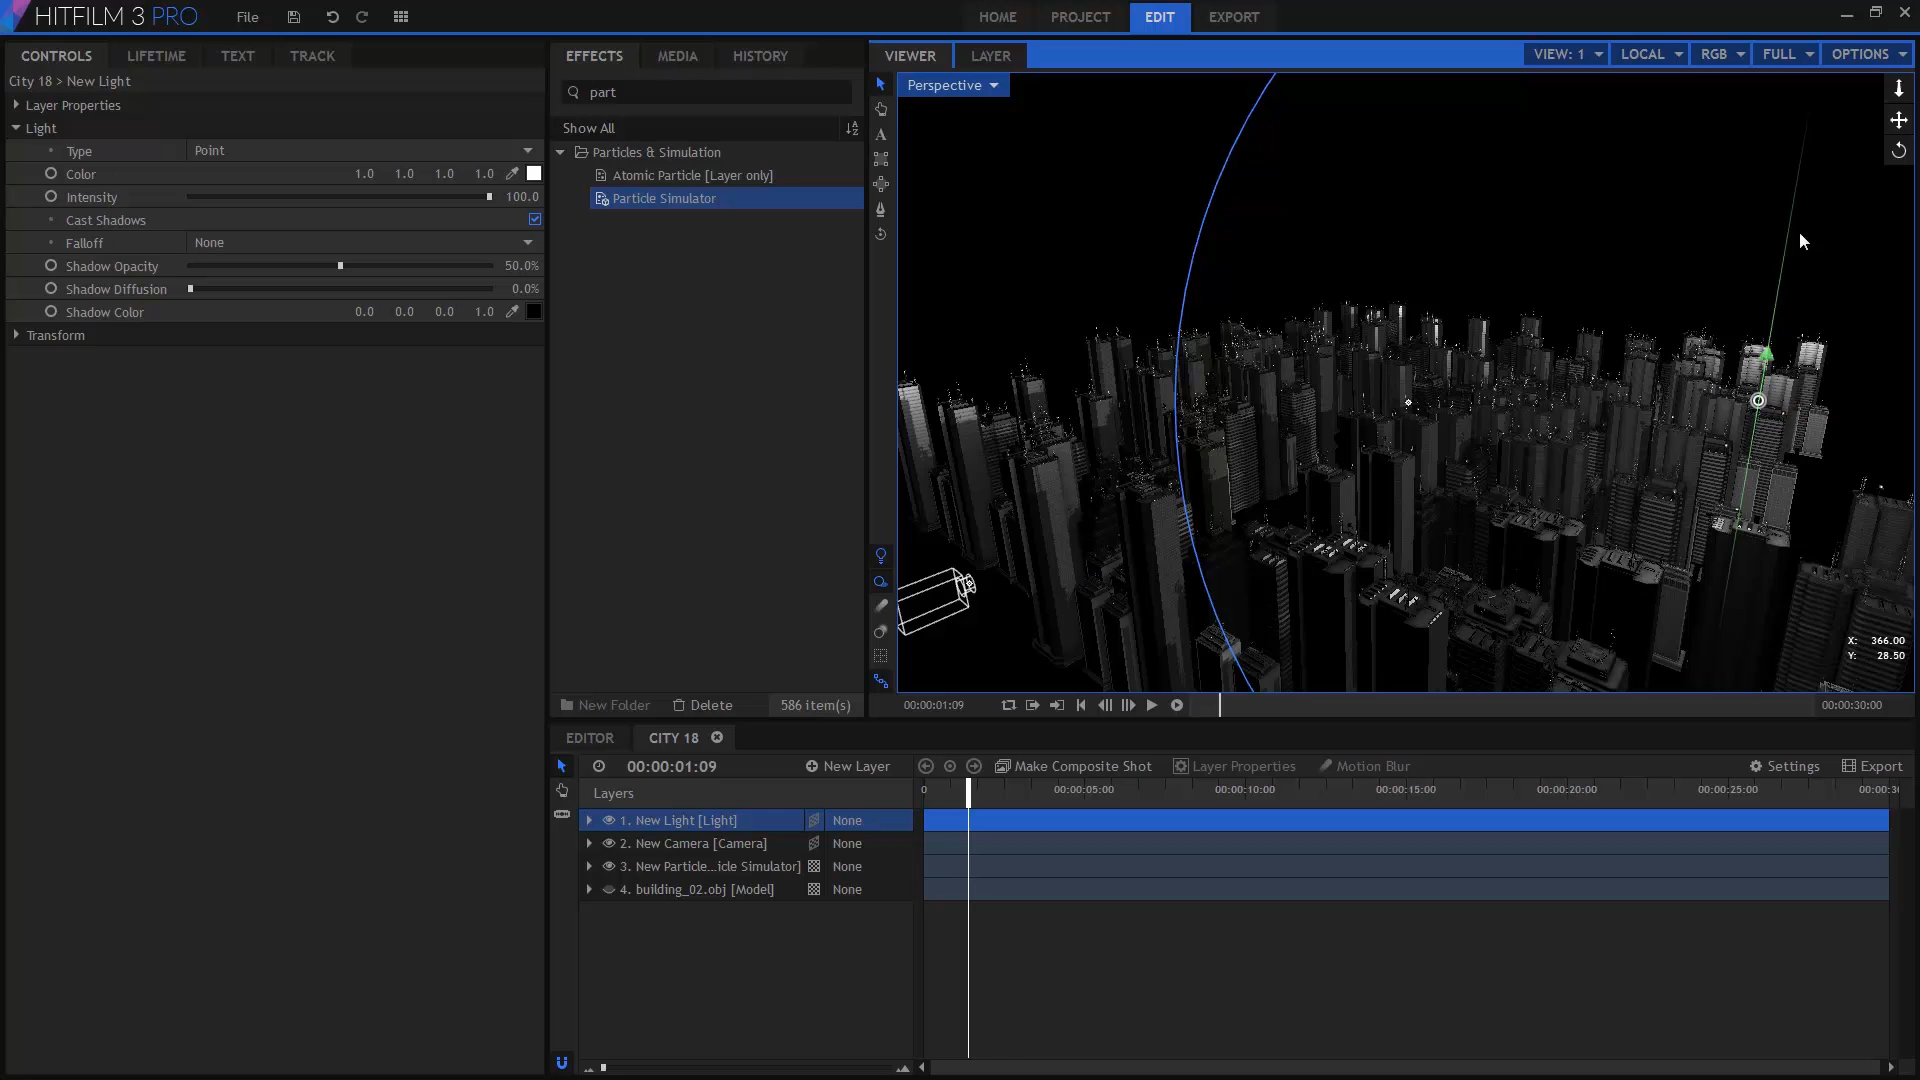 HITFILM 3 PRO
File
HOME
PROJECT
EDIT
EXPORT
CONTROLS
LIFETIME
TEXT
TRACK
City 18 > New Light
Layer Properties
Light
Type Point
Color 1.0 1.0 1.0 1.0
Intensity 100.0
Cast Shadows
Falloff None
Shadow Opacity 50.0%
Shadow Diffusion 0.0%
Shadow Color 0.0 0.0 0.0 1.0
Transform
EFFECTS
MEDIA
HISTORY
part
Show All
Particles & Simulation
Atomic Particle [Layer only]
Particle Simulator
New Folder
Delete
586 item(s)
VIEWER
LAYER
VIEW: 1
LOCAL
RGB
FULL
OPTIONS
Perspective
A
X: 366.00
Y: 28.50
00:00:01:09
00:00:30:00
EDITOR
CITY 18
00:00:01:09
New Layer
Make Composite Shot
Layer Properties
Motion Blur
Settings
Export
Layers
0 00:00:05:00 00:00:10:00 00:00:15:00 00:00:20:00 00:00:25:00 00:00:3
1. New Light [Light] None
2. New Camera [Camera] None
3. New Particle...icle Simulator] None
4. building_02.obj [Model] None